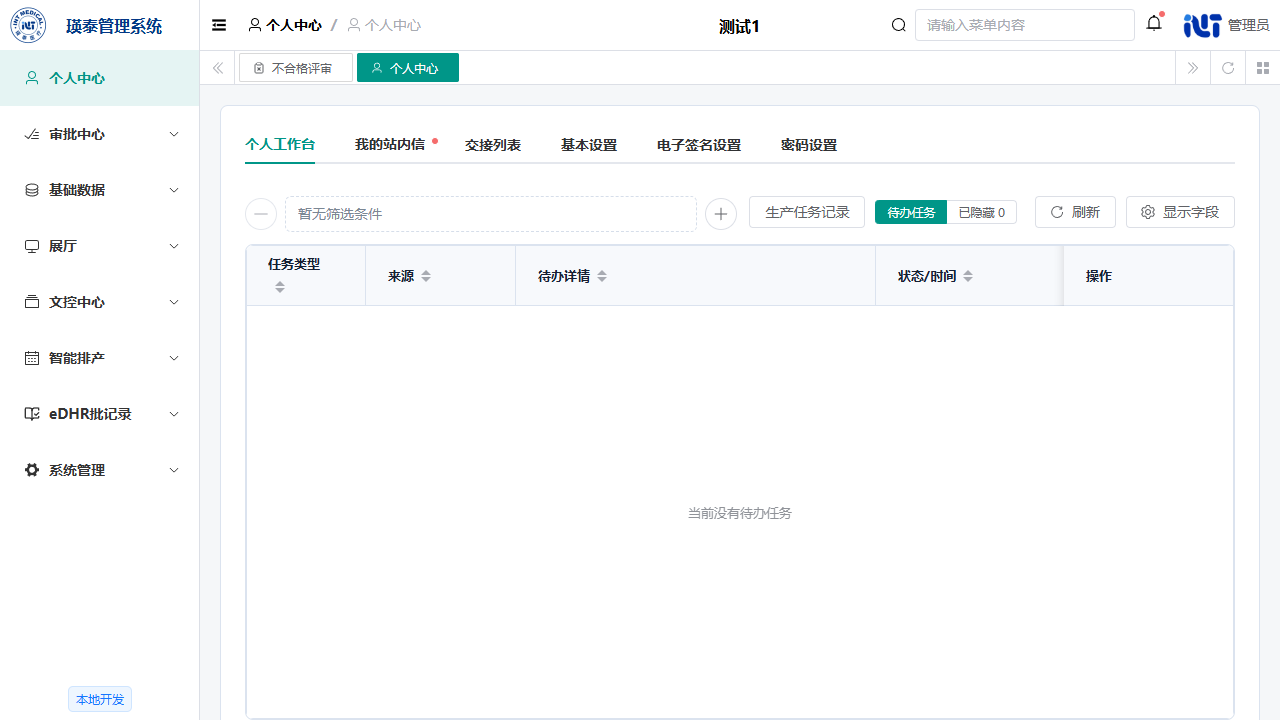 瑛泰管理系统
个人中心 / 个人中心
测试1
请输入菜单内容
管理员
不合格评审
个人中心
个人中心
审批中心
基础数据
展厅
文控中心
智能排产
eDHR批记录
系统管理
本地开发
个人工作台
我的站内信
交接列表
基本设置
电子签名设置
密码设置
暂无筛选条件
生产任务记录
待办任务
已隐藏 0
刷新
显示字段
任务类型
来源
待办详情
状态/时间
操作
当前没有待办任务